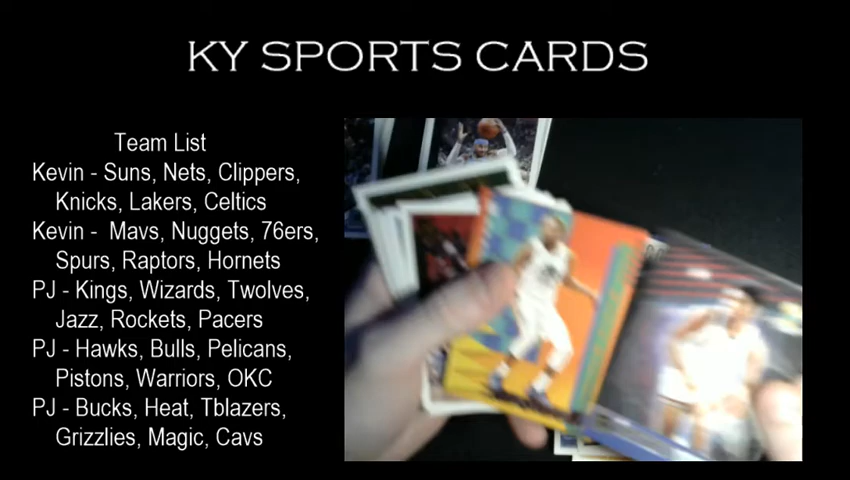 KY SPORTS CARDS
Team List
Kevin - Suns, Nets, Clippers,
Knicks, Lakers, Celtics
Kevin - Mavs, Nuggets, 76ers,
Spurs, Raptors, Hornets
PJ - Kings, Wizards, Twolves,
Jazz, Rockets, Pacers
PJ - Hawks, Bulls, Pelicans,
Pistons, Warriors, OKC
PJ - Bucks, Heat, Tblazers,
Grizzlies, Magic, Cavs